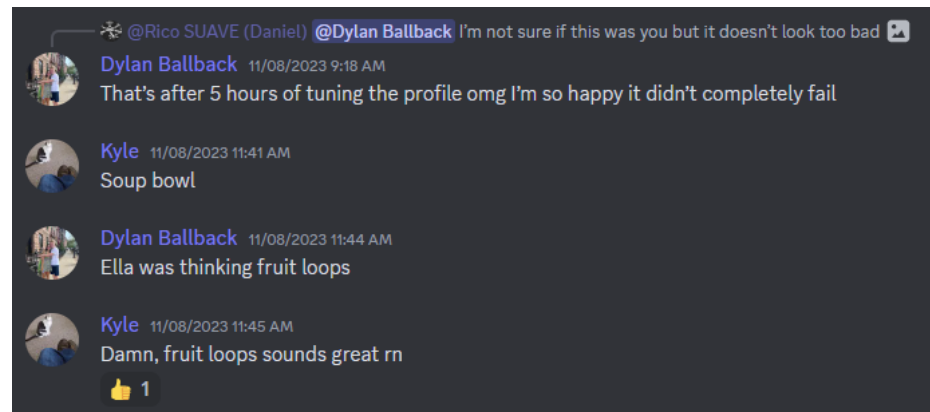 @Rico SUAVE (Daniel) @Dylan Ballback I'm not sure if this was you but it doesn't look too bad
Dylan Ballback 11/08/2023 9:18 AM
That's after 5 hours of tuning the profile omg I'm so happy it didn't completely fail
Kyle 11/08/2023 11:41 AM
Soup bowl
Dylan Ballback 11/08/2023 11:44 AM
Ella was thinking fruit loops
Kyle 11/08/2023 11:45 AM
Damn, fruit loops sounds great rn
👍 1